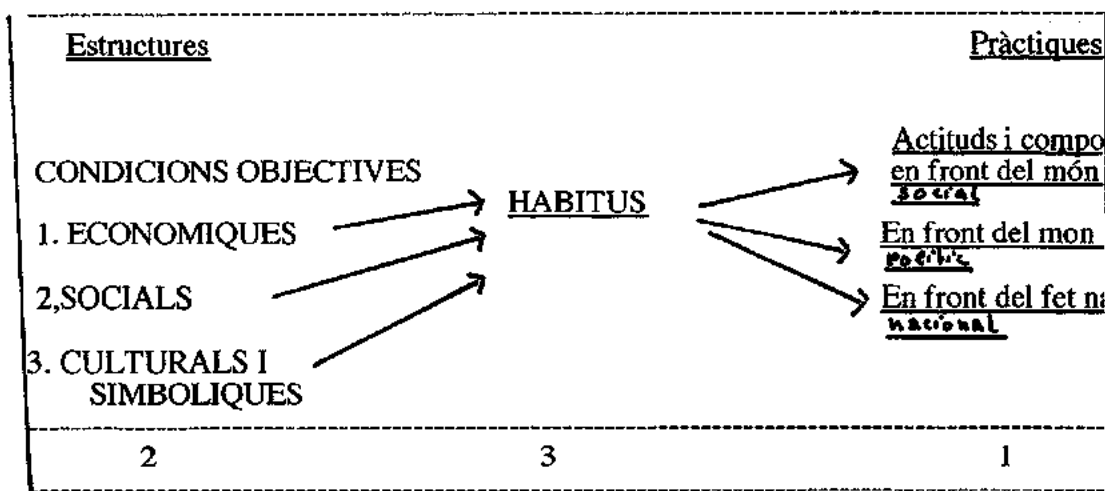 Estructures
Pràctiques
CONDICIONS OBJECTIVES
1. ECONOMIQUES
2,SOCIALS
3. CULTURALS I
SIMBOLIQUES
HABITUS
Actituds i compo
en front del món
social
En front del mon
polític
En front del fet na
nacional
2
3
1